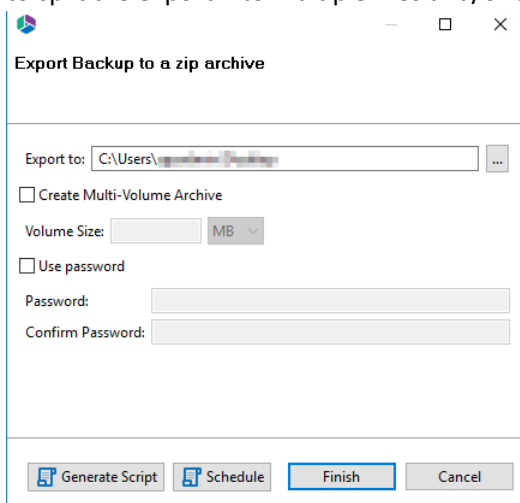 Export Backup to a zip archive
Export to: C:\Users\
...
Create Multi-Volume Archive
Volume Size: MB
Use password
Password:
Confirm Password:
Generate Script Schedule Finish Cancel